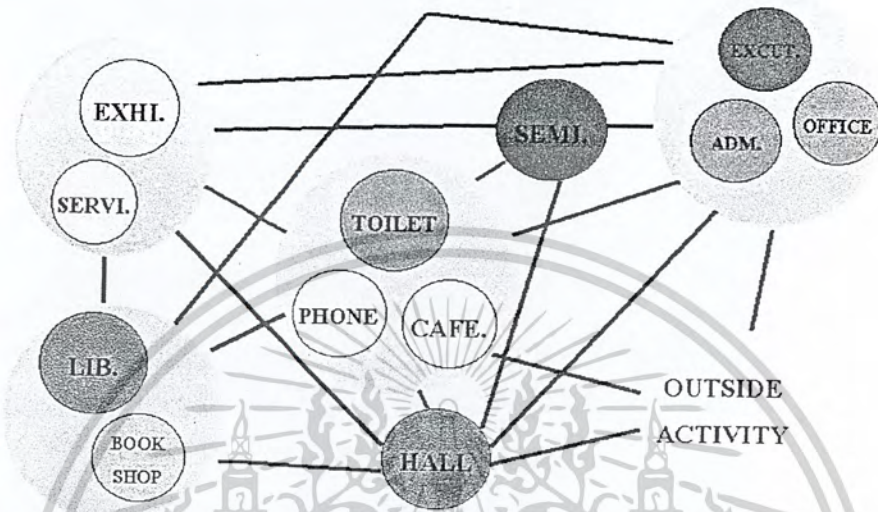 EXHI.
SERVI.
EXCUT.
ADM.
OFFICE
SEMI.
TOILET
PHONE
CAFE.
LIB.
BOOK
SHOP
HALL
OUTSIDE
ACTIVITY